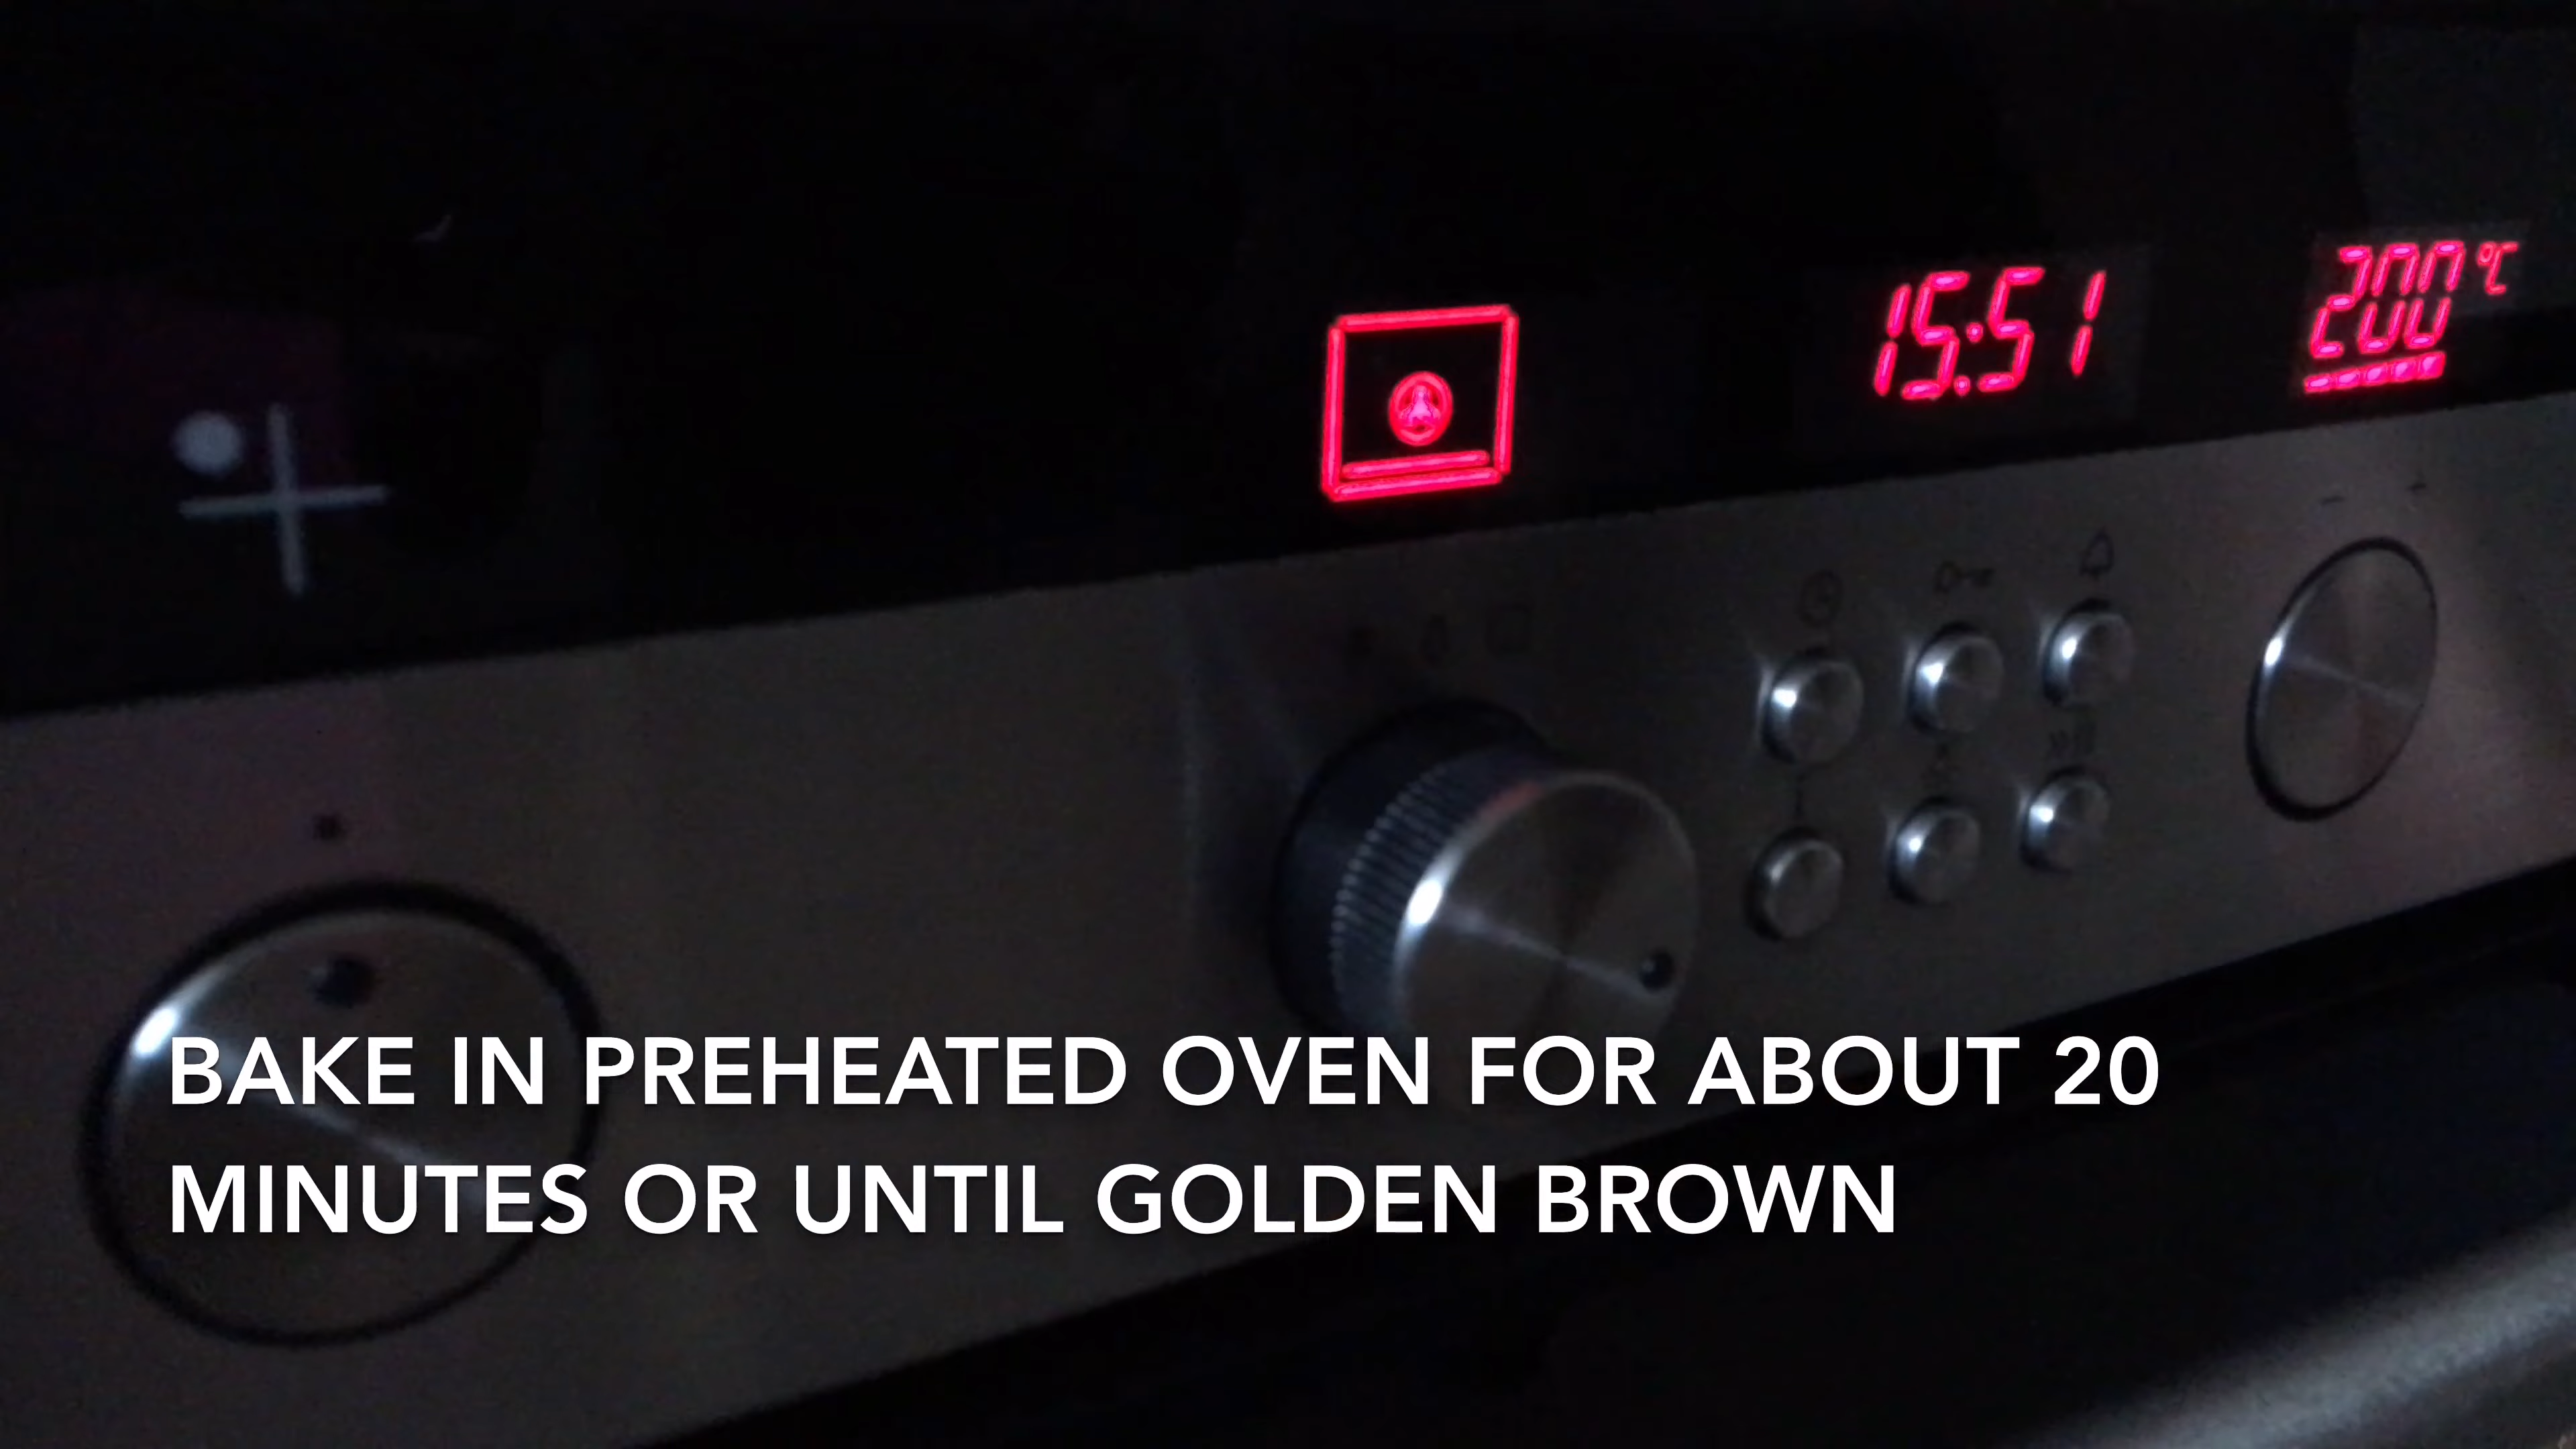 15:51
200°C
BAKE IN PREHEATED OVEN FOR ABOUT 20
MINUTES OR UNTIL GOLDEN BROWN